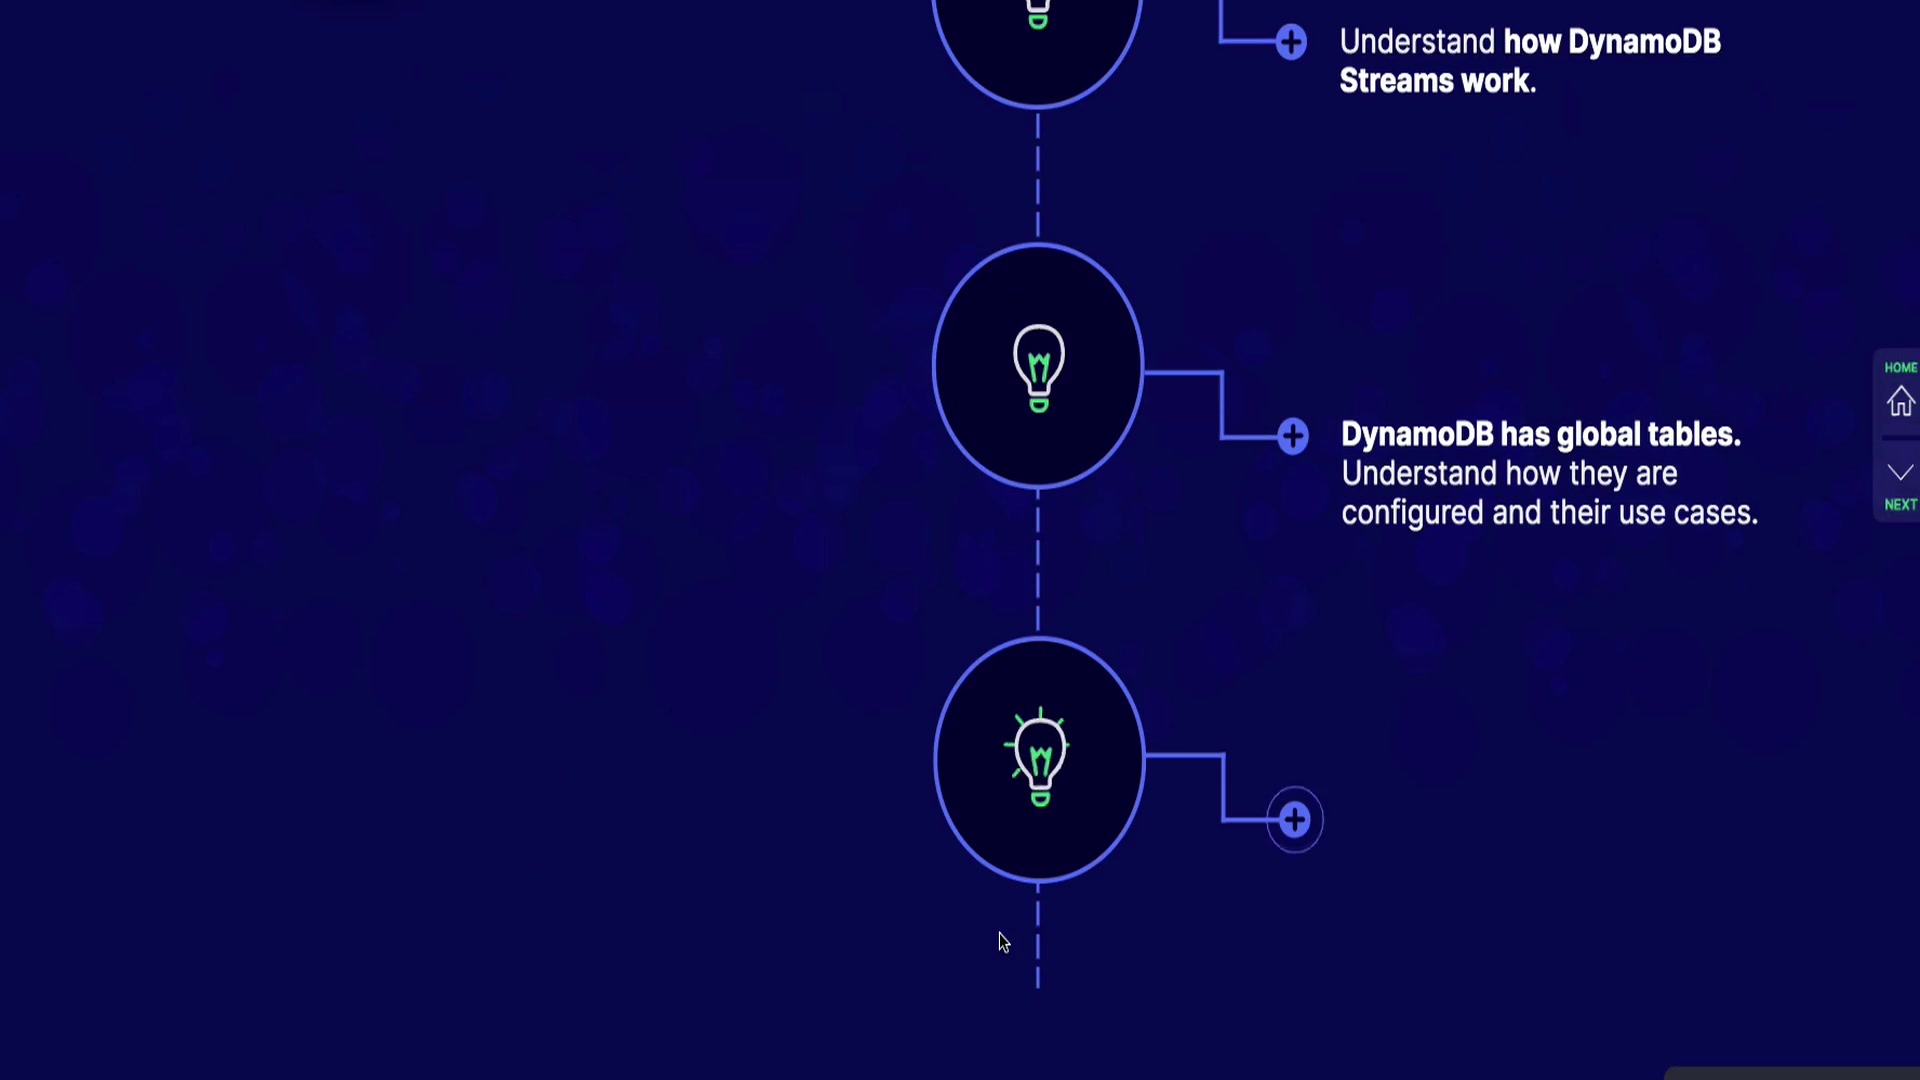 Understand how DynamoDB
Streams work.
DynamoDB has global tables.
Understand how they are
configured and their use cases.
HOME
NEXT